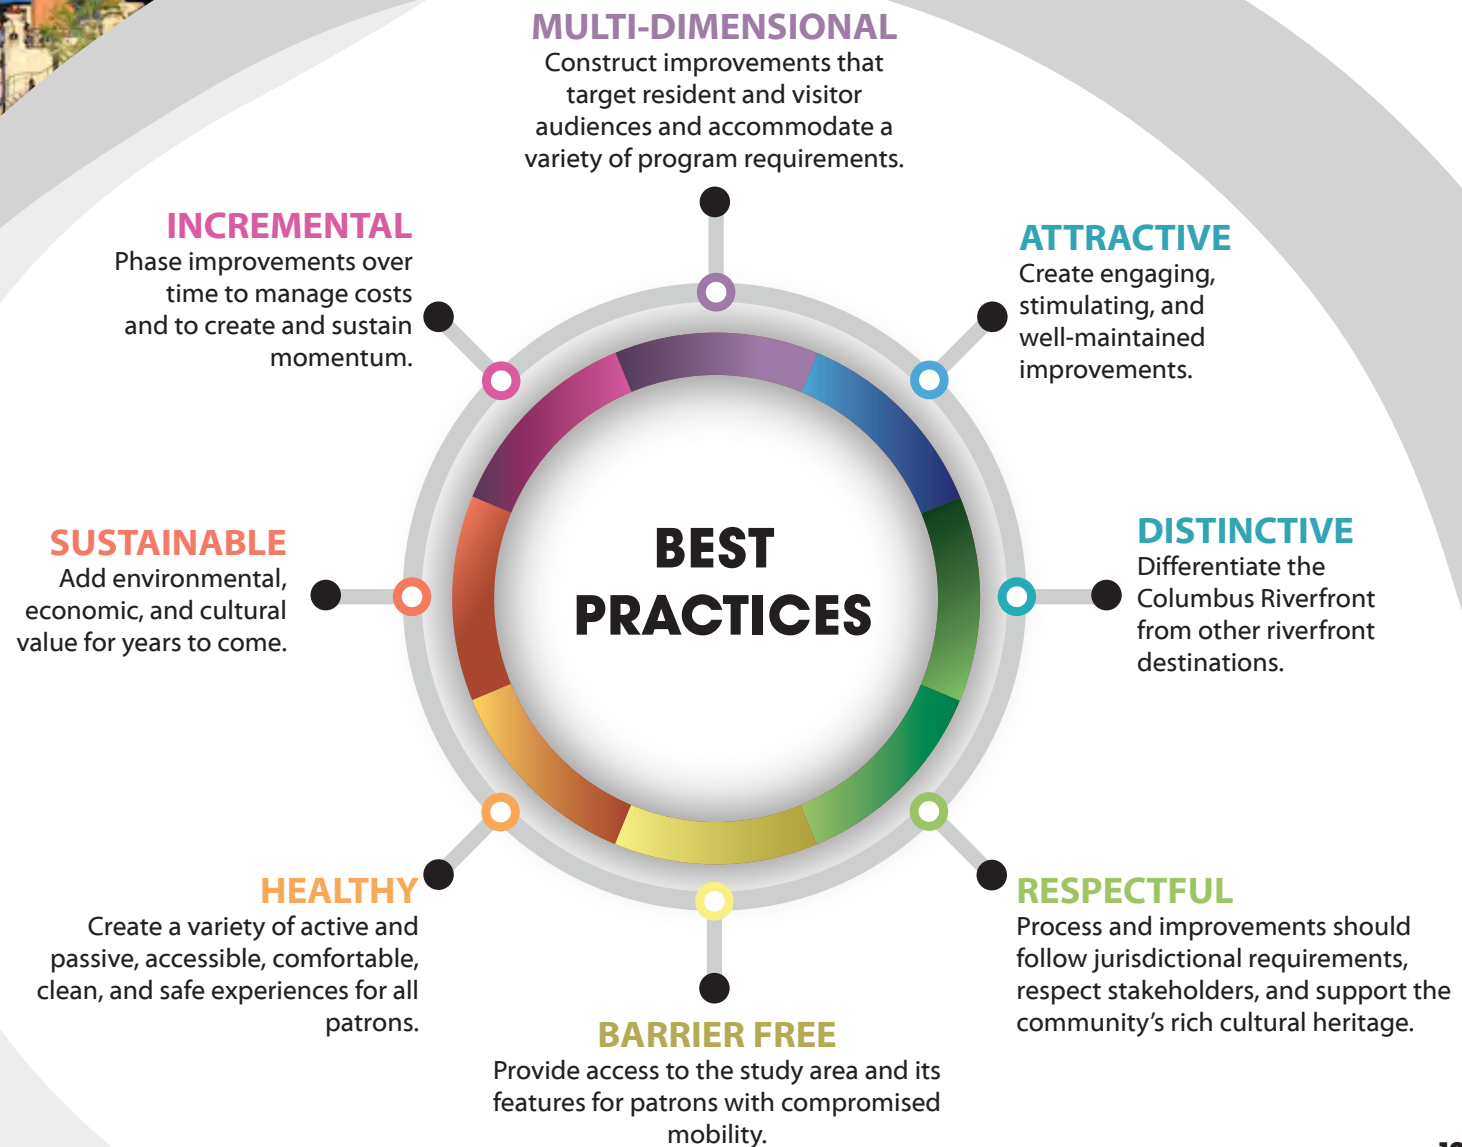 MULTI-DIMENSIONAL
Construct improvements that
target resident and visitor
audiences and accommodate a
variety of program requirements.
ATTRACTIVE
Create engaging,
stimulating, and
well-maintained
improvements.
DISTINCTIVE
Differentiate the
Columbus Riverfront
from other riverfront
destinations.
RESPECTFUL
Process and improvements should
follow jurisdictional requirements,
respect stakeholders, and support the
community’s rich cultural heritage.
BARRIER FREE
Provide access to the study area and its
features for patrons with compromised
mobility.
HEALTHY
Create a variety of active and
passive, accessible, comfortable,
clean, and safe experiences for all
patrons.
SUSTAINABLE
Add environmental,
economic, and cultural
value for years to come.
INCREMENTAL
Phase improvements over
time to manage costs
and to create and sustain
momentum.
BEST
PRACTICES